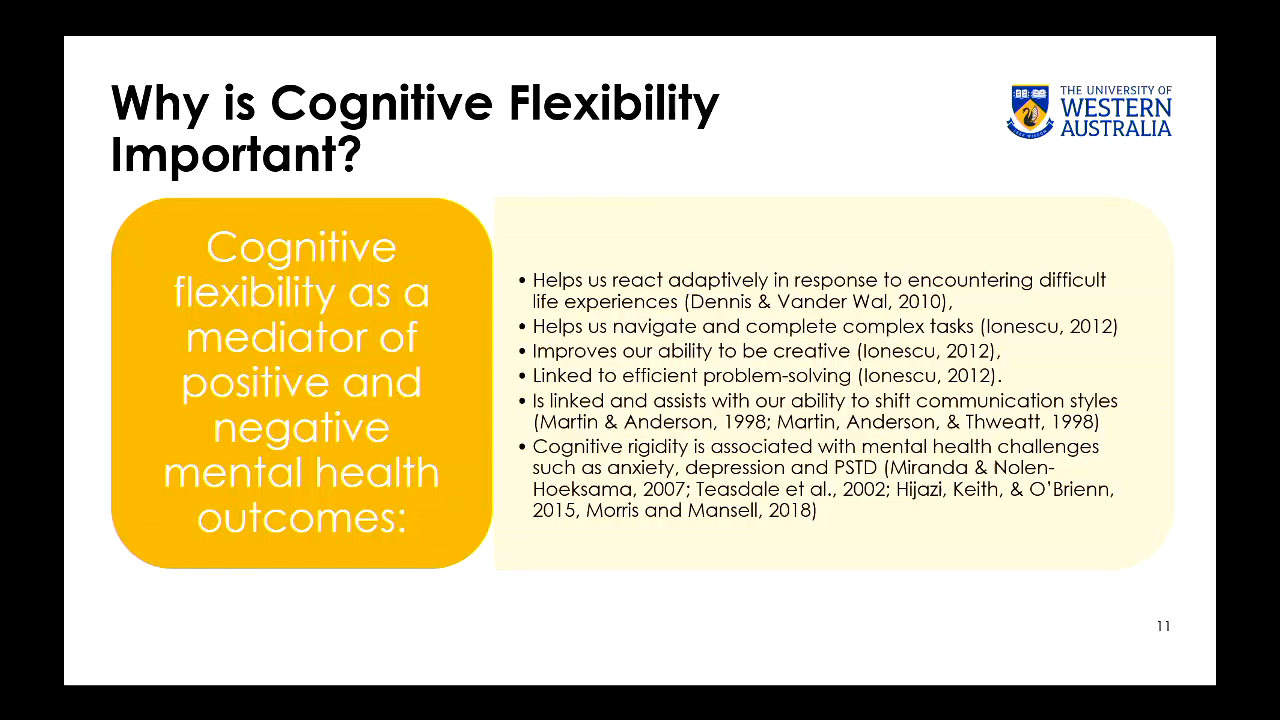 Why is Cognitive Flexibility
Important?
THE UNIVERSITY OF
WESTERN
AUSTRALIA
Cognitive
flexibility as a
mediator of
positive and
negative
mental health
outcomes:
• Helps us react adaptively in response to encountering difficult
life experiences (Dennis & Vander Wal, 2010),
• Helps us navigate and complete complex tasks (Ionescu, 2012)
• Improves our ability to be creative (Ionescu, 2012),
• Linked to efficient problem-solving (Ionescu, 2012).
• Is linked and assists with our ability to shift communication styles
(Martin & Anderson, 1998; Martin, Anderson, & Thweatt, 1998)
• Cognitive rigidity is associated with mental health challenges
such as anxiety, depression and PSTD (Miranda & Nolen-
Hoeksama, 2007; Teasdale et al., 2002; Hijazi, Keith, & O’Brienn,
2015, Morris and Mansell, 2018)
11